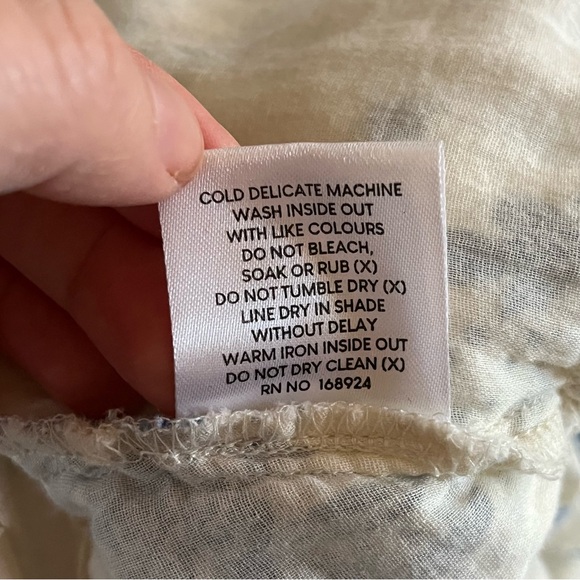 COLD DELICATE MACHINE
WASH INSIDE OUT
WITH LIKE COLOURS
DO NOT BLEACH,
SOAK OR RUB (X)
DO NOT TUMBLE DRY (X)
LINE DRY IN SHADE
WITHOUT DELAY
WARM IRON INSIDE OUT
DO NOT DRY CLEAN (X)
RN NO 168924